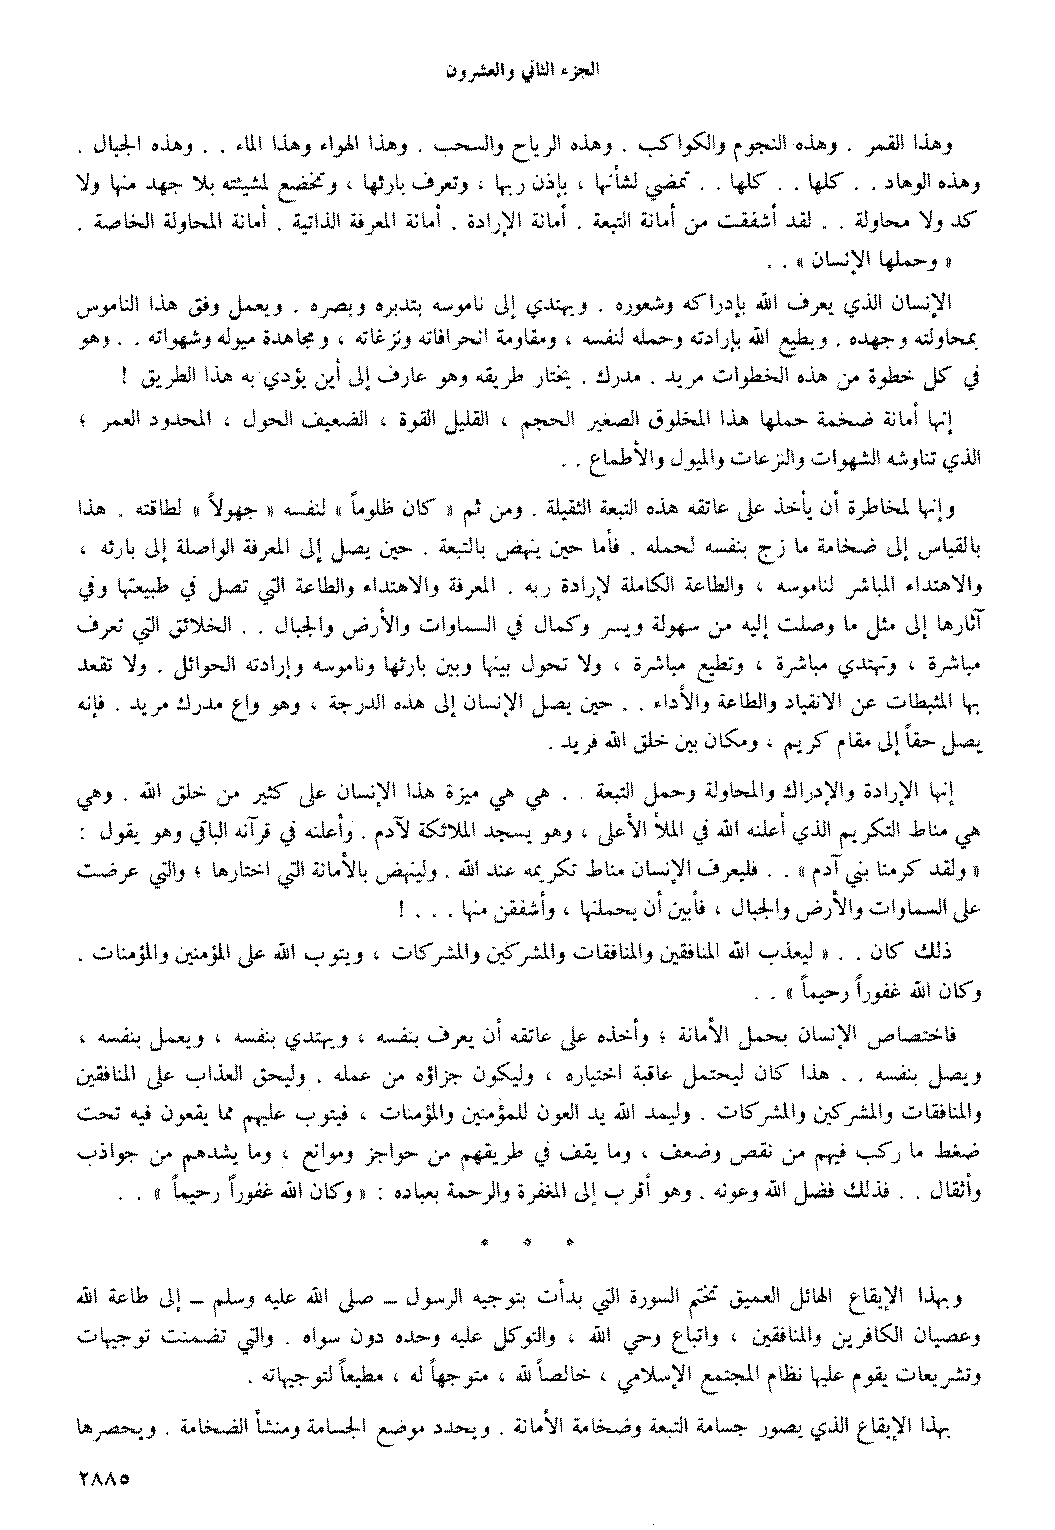 الجزء الثاني والعشرون
وهذا القمر . وهذه النجوم والكواكب . وهذه الرياح والسحب . وهذا الهواء وهذا الماء . . وهذه الجبال .
وهذه الوهاد . . كلها . . كلها . . تمضي لشأنها ، بإذن ربها ، وتعرف بارئها ، وتخضع لمشيئته بلا جهد منها ولا
كد ولا محاولة . . لقد أشفقت من أمانة التبعة . أمانة الإرادة . أمانة المعرفة الذاتية . أمانة المحاولة الخاصة .
« وحملها الإنسان » . .
الإنسان الذي يعرف الله بإدراكه وشعوره . ويهتدي إلى ناموسه بتدبره وبصره . ويعمل وفق هذا الناموس
بمحاولته وجهده . ويطيع الله بإرادته وحمله لنفسه ، ومقاومة انحرافاته ونزغاته ، ومجاهدة ميوله وشهواته . . وهو
في كل خطوة من هذه الخطوات مريد . مدرك . يختار طريقه وهو عارف إلى أين يؤدي به هذا الطريق !
إنها أمانة ضخمة حملها هذا المخلوق الصغير الحجم ، القليل القوة ، الضعيف الحول ، المحدود العمر ؛
الذي تناوشه الشهوات والنزعات والميول والأطماع . .
وإنها لمخاطرة أن يأخذ على عاتقه هذه التبعة الثقيلة . ومن ثم « كان ظلوماً » لنفسه « جهولاً » لطاقته . هذا
بالقياس إلى ضخامة ما زج بنفسه لحمله . فأما حين ينهض بالتبعة . حين يصل إلى المعرفة الواصلة إلى بارئه ،
والاهتداء المباشر لناموسه ، والطاعة الكاملة لإرادة ربه . المعرفة والاهتداء والطاعة التي تصل في طبيعتها وفي
آثارها إلى مثل ما وصلت إليه من سهولة ويسر وكمال في السماوات والأرض والجبال . . الخلائق التي تعرف
مباشرة ، وتهتدي مباشرة ، وتطيع مباشرة ، ولا تحول بينها وبين بارئها وناموسه وإرادته الحوائل . ولا تقعد
بها المثبطات عن الانقياد والطاعة والأداء . . حين يصل الإنسان إلى هذه الدرجة ، وهو واع مدرك مريد . فإنه
يصل حقاً إلى مقام كريم ، ومكان بين خلق الله فريد .
إنها الإرادة والإدراك والمحاولة وحمل التبعة . . هي هي ميزة هذا الإنسان على كثير من خلق الله . وهي
هي مناط التكريم الذي أعلنه الله في الملأ الأعلى ، وهو يسجد الملائكة لآدم . وأعلنه في قرآنه الباقي وهو يقول :
« ولقد كرمنا بني آدم » . . فليعرف الإنسان مناط تكريمه عند الله . ولينهض بالأمانة التي اختارها ؛ والتي عرضت
على السماوات والأرض والجبال ، فأبين أن يحملنها ، وأشفقن منها . . . !
ذلك كان . . « ليعذب الله المنافقين والمنافقات والمشركين والمشركات ، ويتوب الله على المؤمنين والمؤمنات .
وكان الله غفوراً رحيماً » . .
فاختصاص الإنسان بحمل الأمانة ؛ وأخذه على عاتقه أن يعرف بنفسه ، ويهتدي بنفسه ، ويعمل بنفسه ،
ويصل بنفسه . . هذا كان ليحتمل عاقبة اختياره ، وليكون جزاؤه من عمله . وليحق العذاب على المنافقين
والمنافقات والمشركين والمشركات . وليمد الله يد العون للمؤمنين والمؤمنات ، فيتوب عليهم مما يقعون فيه تحت
ضغط ما ركب فيهم من نقص وضعف ، وما يقف في طريقهم من حواجز وموانع ، وما يشدهم من جواذب
وأثقال . . فذلك فضل الله وعونه . وهو أقرب إلى المغفرة والرحمة بعباده : « وكان الله غفوراً رحيماً » . .
* * *
وبهذا الإيقاع الهائل العميق تختم السورة التي بدأت بتوجيه الرسول – صلى الله عليه وسلم – إلى طاعة الله
وعصيان الكافرين والمنافقين ، واتباع وحي الله ، والتوكل عليه وحده دون سواه . والتي تضمنت توجيهات
وتشريعات يقوم عليها نظام المجتمع الإسلامي ، خالصاً لله ، متوجهاً له ، مطيعاً لتوجيهاته .
بهذا الإيقاع الذي يصور جسامة التبعة وضخامة الأمانة . ويحدد موضع الجسامة ومنشأ الضخامة . ويحصرها
٢٨٨٥